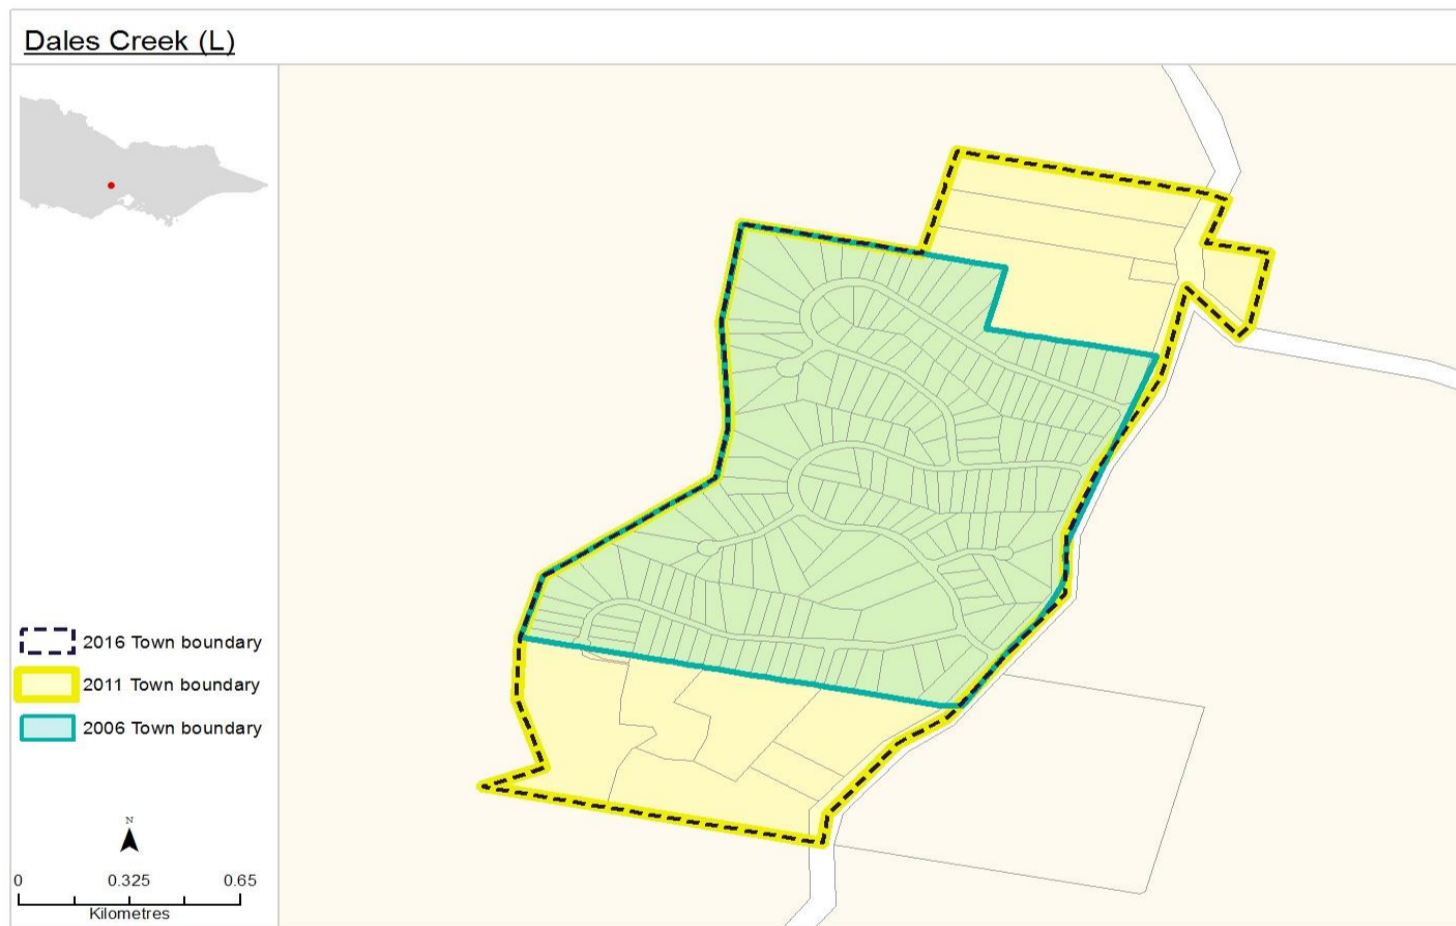 Dales Creek (L)
2016 Town boundary
2011 Town boundary
2006 Town boundary
N
0 0.325 0.65
Kilometres